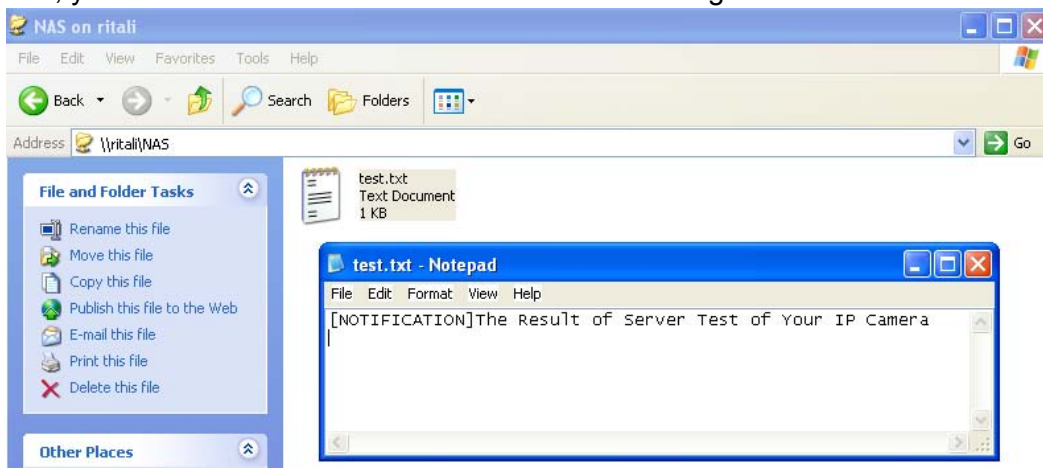 NAS on ritali
File Edit View Favorites Tools Help
Back Search Folders
Address \\ritali\NAS Go
File and Folder Tasks
Rename this file
Move this file
Copy this file
Publish this file to the Web
E-mail this file
Print this file
Delete this file
Other Places
test.txt
Text Document
1 KB
test.txt - Notepad
File Edit Format View Help
[NOTIFICATION]The Result of Server Test of Your IP Camera